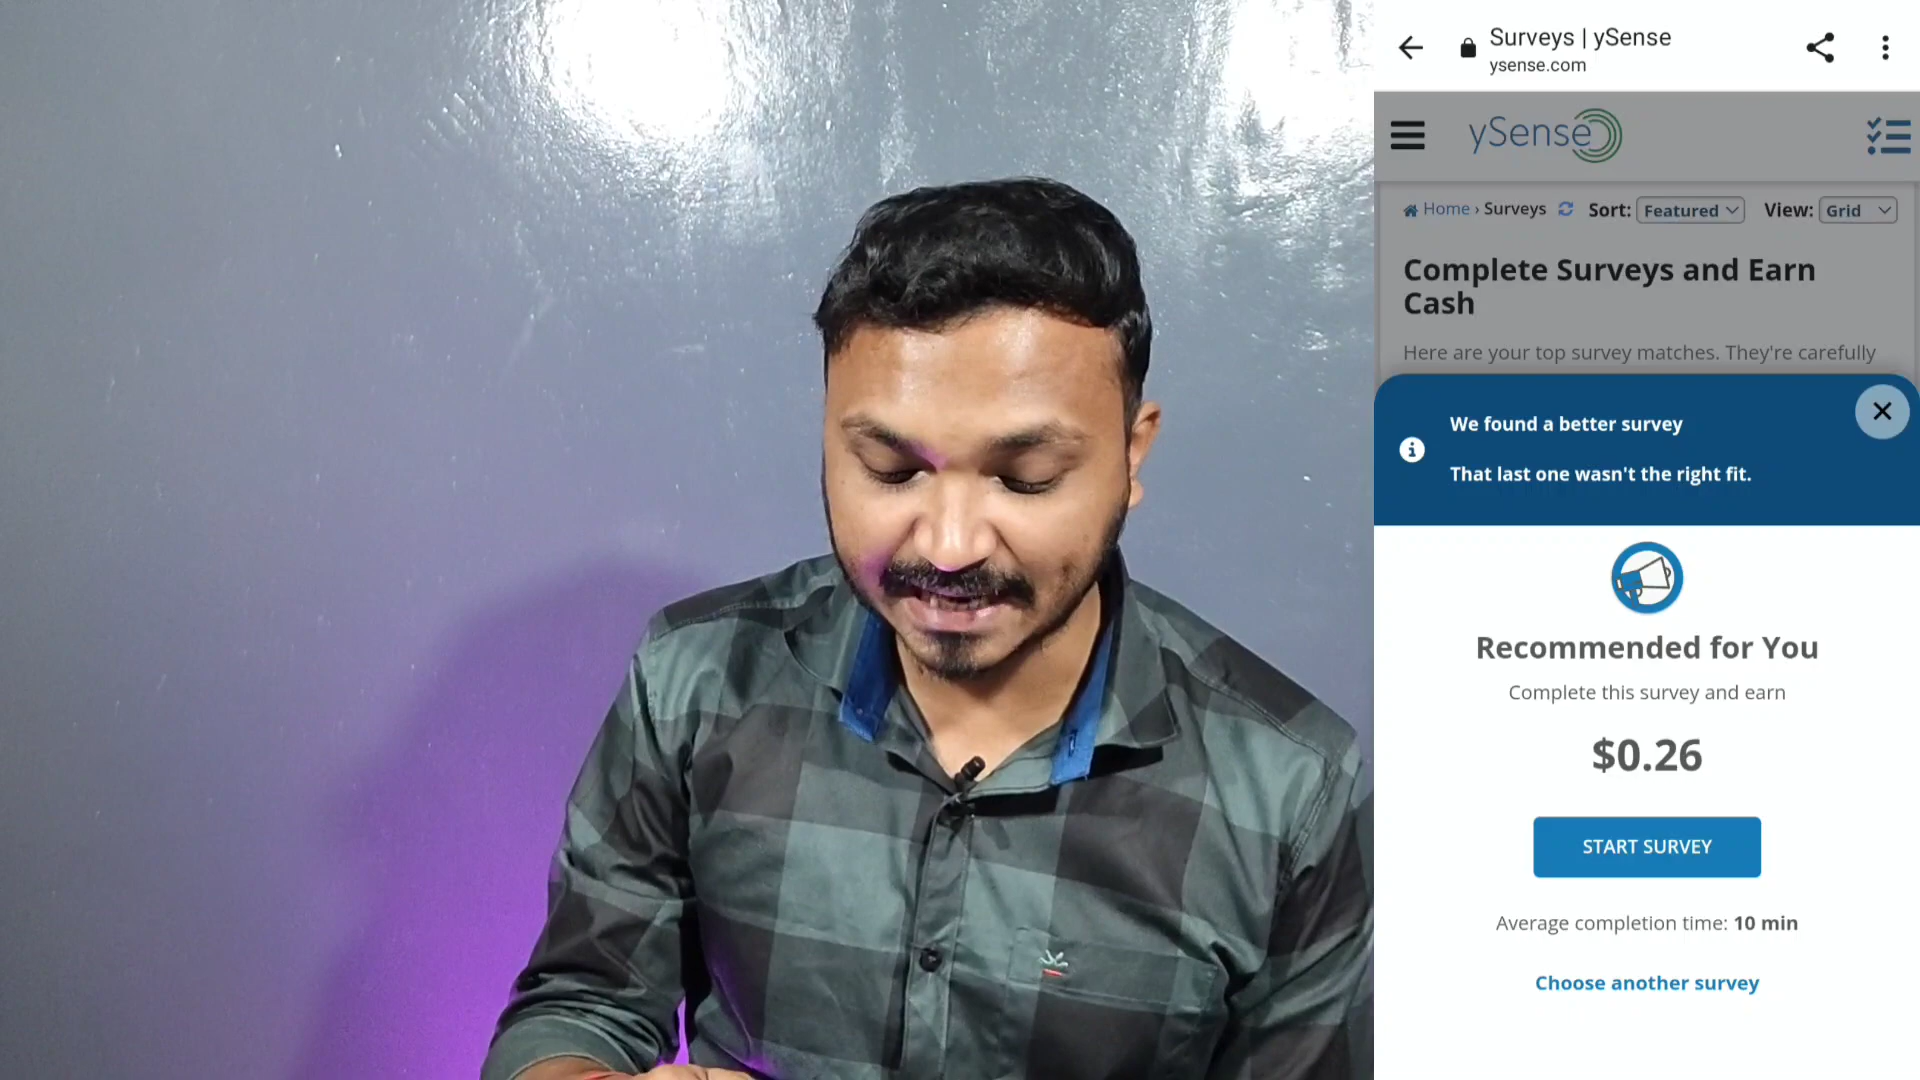 Surveys | ySense
ysense.com
ySense
Home › Surveys Sort: Featured View: Grid
Complete Surveys and Earn
Cash
Here are your top survey matches. They're carefully
We found a better survey
That last one wasn't the right fit.
Recommended for You
Complete this survey and earn
$0.26
START SURVEY
Average completion time: 10 min
Choose another survey